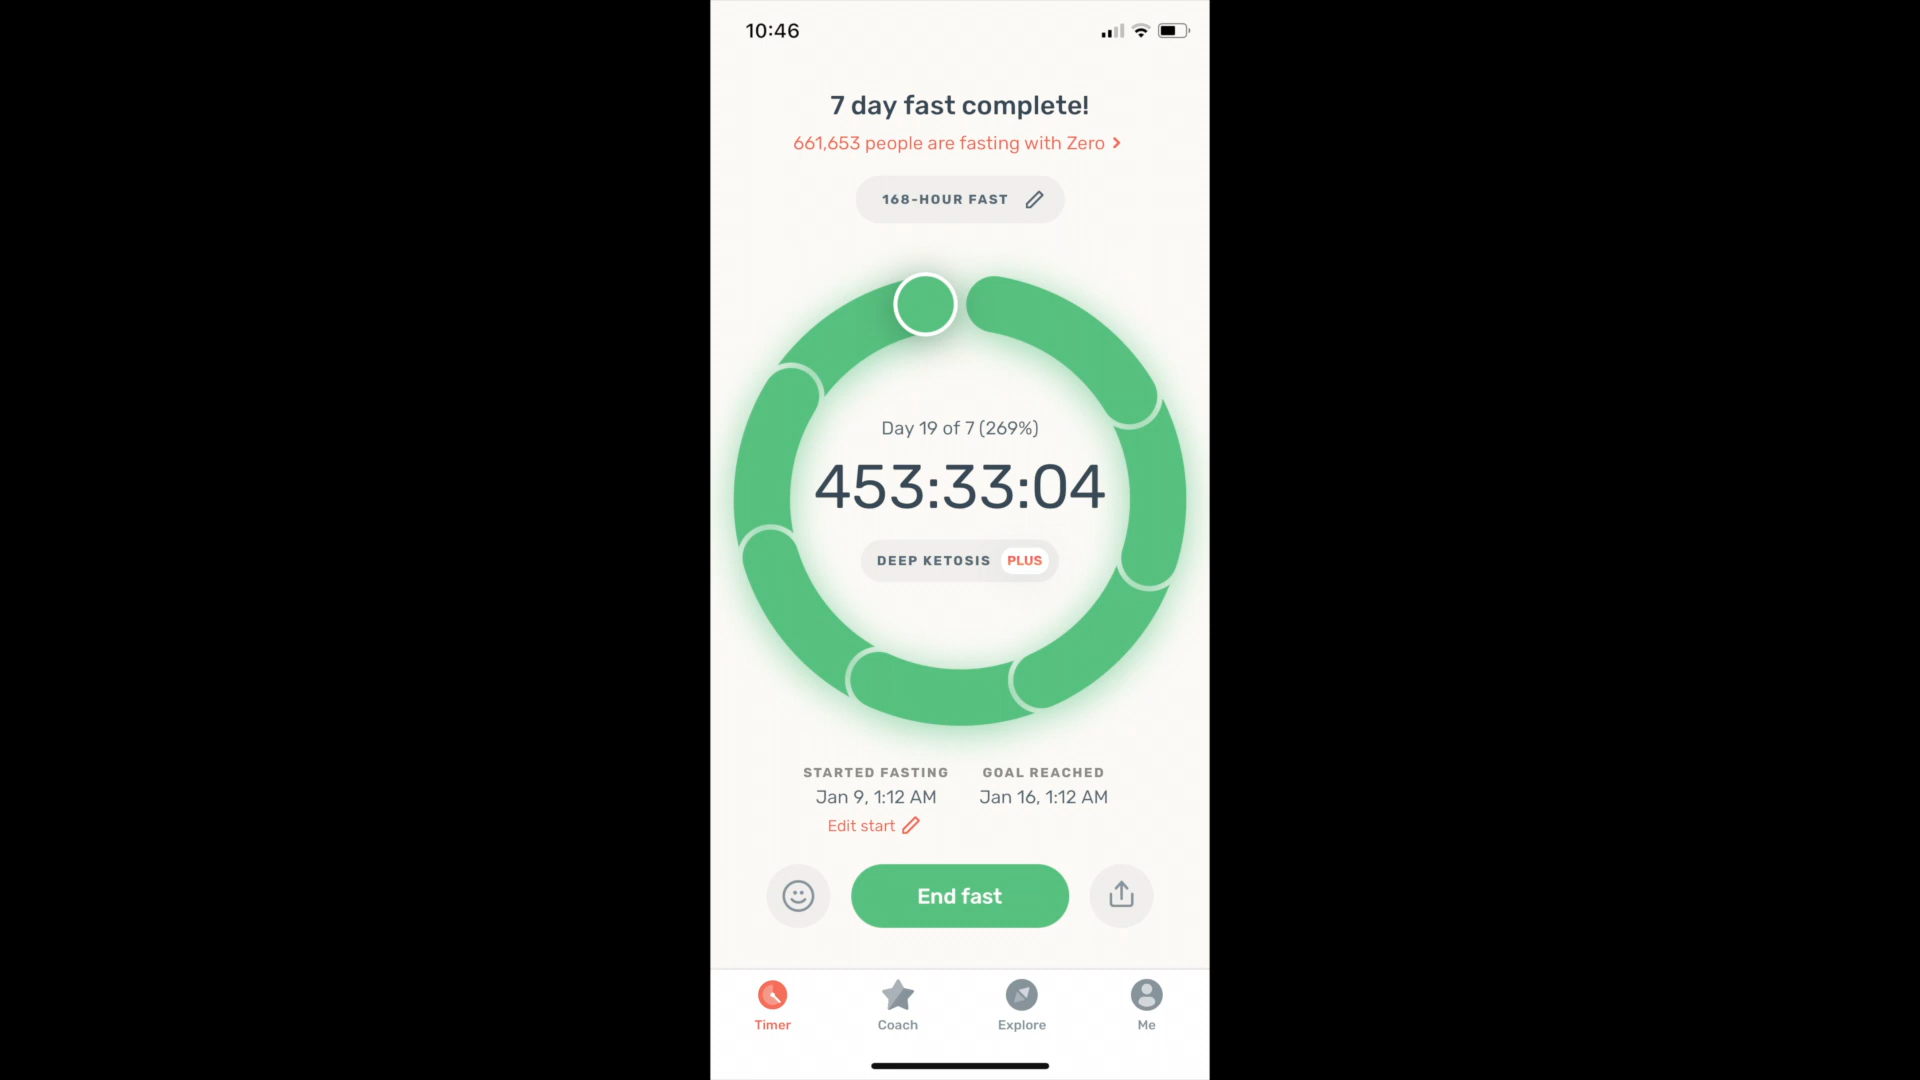 10:46
7 day fast complete!
661,653 people are fasting with Zero
168-HOUR FAST
Day 19 of 7 (269%)
453:33:04
DEEP KETOSIS PLUS
STARTED FASTING GOAL REACHED
Jan 9, 1:12 AM Jan 16, 1:12 AM
Edit start
End fast
Timer Coach Explore Me